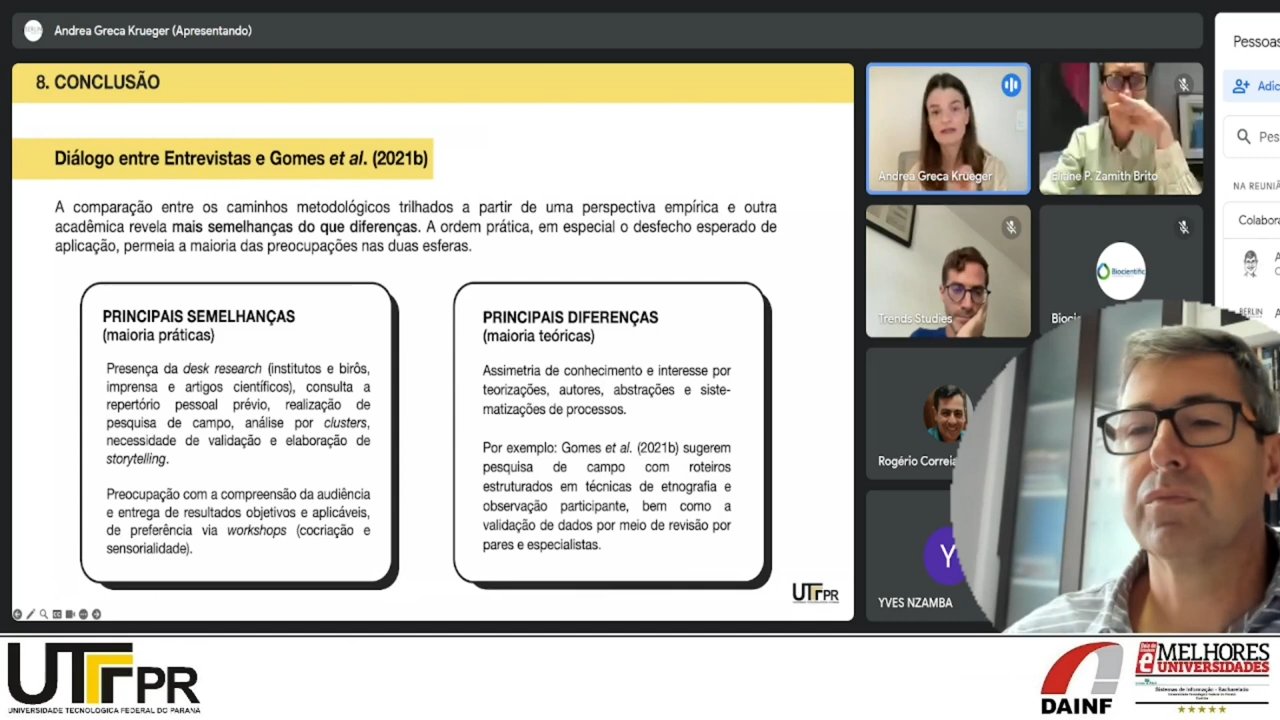 Andrea Greca Krueger (Apresentando)
8. CONCLUSÃO
Diálogo entre Entrevistas e Gomes et al. (2021b)
A comparação entre os caminhos metodológicos trilhados a partir de uma perspectiva empírica e outra
acadêmica revela mais semelhanças do que diferenças. A ordem prática, em especial o desfecho esperado de
aplicação, permeia a maioria das preocupações nas duas esferas.
PRINCIPAIS SEMELHANÇAS
(maioria práticas)
Presença da desk research (institutos e birôs,
imprensa e artigos científicos), consulta a
repertório pessoal prévio, realização de
pesquisa de campo, análise por clusters,
necessidade de validação e elaboração de
storytelling.
Preocupação com a compreensão da audiência
e entrega de resultados objetivos e aplicáveis,
de preferência via workshops (cocriação e
sensorialidade).
PRINCIPAIS DIFERENÇAS
(maioria teóricas)
Assimetria de conhecimento e interesse por
teorizações, autores, abstrações e siste-
matizações de processos.
Por exemplo: Gomes et al. (2021b) sugerem
pesquisa de campo com roteiros
estruturados em técnicas de etnografia e
observação participante, bem como a
validação de dados por meio de revisão por
pares e especialistas.
UTFPR
Andrea Greca Krueger
Eliane P. Zamith Brito
Trends Studies
Biocientific
Rogério Correia
Y
YVES NZAMBA
Pessoas
Adic
Pes
NA REUNIÃ
Colabora
BERLIN
UTFPR
UNIVERSIDADE TECNOLÓGICA FEDERAL DO PARANÁ
DAINF
MELHORES
UNIVERSIDADES
Sistemas de Informação - Bacharelado